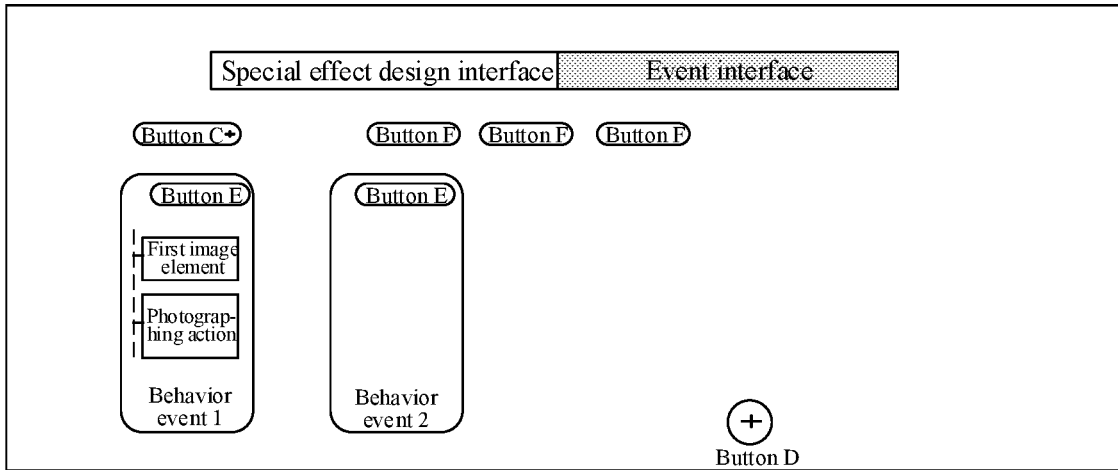 Special effect design interface Event interface
Button C+ Button F Button F Button F
Button E Button E
First image
element
Photograp-
hing action
Behavior
event 1
Behavior
event 2
+
Button D